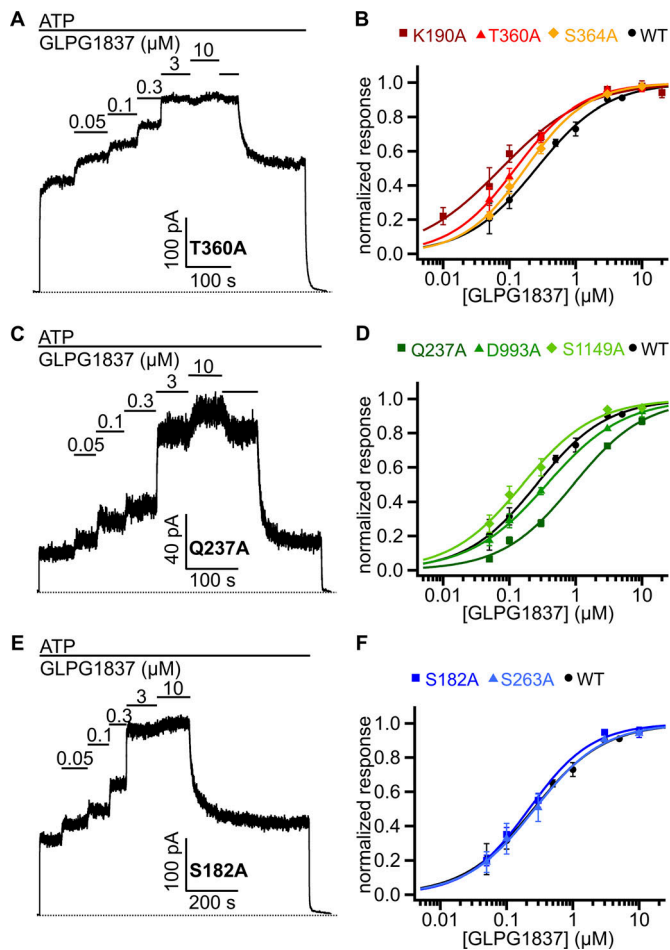 A
ATP
GLPG1837 (µM)
10
3
0.3
0.1
0.05
100 pA
T360A
100 s
B
K190A T360A S364A WT
normalized response
1.0
0.8
0.6
0.4
0.2
0.0
0.01 0.1 1 10
[GLPG1837] (µM)
C
ATP
GLPG1837 (µM)
10
3
0.3
0.1
0.05
40 pA
Q237A
100 s
D
Q237A D993A S1149A WT
normalized response
1.0
0.8
0.6
0.4
0.2
0.0
0.01 0.1 1 10
[GLPG1837] (µM)
E
ATP
GLPG1837 (µM)
3 10
0.3
0.1
0.05
100 pA
S182A
200 s
F
S182A S263A WT
normalized response
1.0
0.8
0.6
0.4
0.2
0.0
0.01 0.1 1 10
[GLPG1837] (µM)